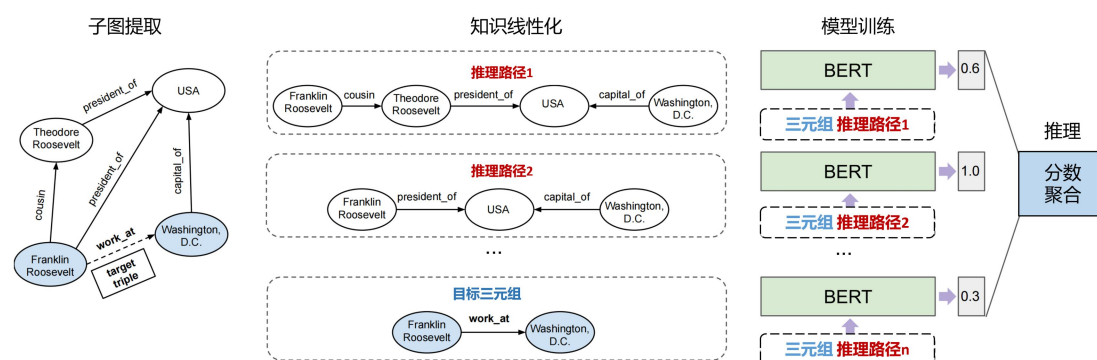 子图提取
president_of
USA
Theodore
Roosevelt
president_of
capital_of
cousin
work_at
Washington,
D.C.
Franklin
Roosevelt
target
triple
知识线性化
推理路径1
Franklin
Roosevelt
cousin
Theodore
Roosevelt
president_of
USA
capital_of
Washington,
D.C.
推理路径2
Franklin
Roosevelt
president_of
USA
capital_of
Washington,
D.C.
...
目标三元组
Franklin
Roosevelt
work_at
Washington,
D.C.
模型训练
BERT
0.6
三元组 推理路径1
BERT
1.0
三元组 推理路径2
...
BERT
0.3
三元组 推理路径n
推理
分数
聚合